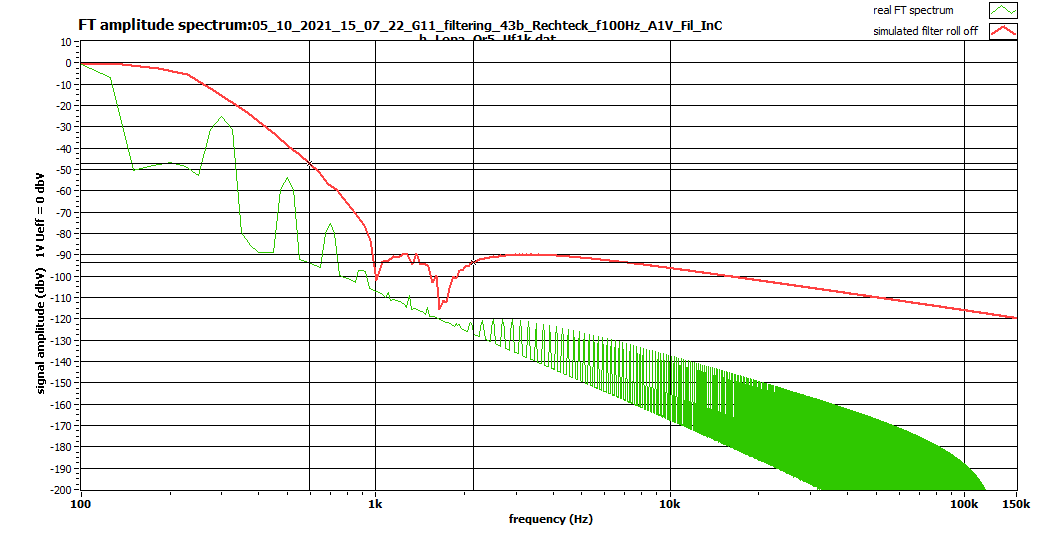 FT amplitude spectrum:05_10_2021_15_07_22_G11_filtering_43b_Rechteck_f100Hz_A1V_Fil_InC
real FT spectrum
simulated filter roll off
10
0
-10
-20
-30
-40
-50
-60
-70
-80
-90
-100
-110
-120
-130
-140
-150
-160
-170
-180
-190
-200
signal amplitude (dbV) 1V Ueff = 0 dbV
100
1k
10k
100k
150k
frequency (Hz)